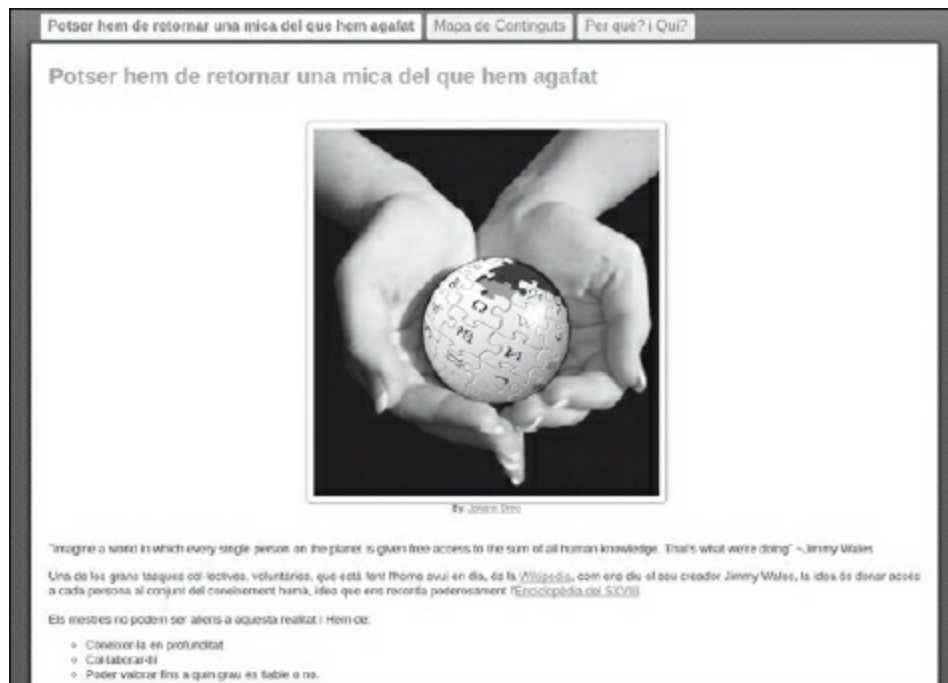 Potser hem de retornar una mica del que hem agafat
Mapa de Continguts
Per què? i Qui?
Potser hem de retornar una mica del que hem agafat
By: Johann Dréo
"Imagine a world in which every single person on the planet is given free access to the sum of all human knowledge. That's what we're doing" ~Jimmy Wales
Una de les grans tasques col·lectives, voluntàries, que està fent l'home avui en dia, és la Wikipedia, com ens diu el seu creador Jimmy Wales, la idea és donar accés
a cada persona al conjunt del coneixement humà, idea que ens recorda poderosament l'Enciclopèdia del SXVIII.
Els mestres no podem ser aliens a aquesta realitat i Hem de:
Conèixer-la en profunditat
Col·laborar-hi
Poder valorar fins a quin grau és fiable o no.